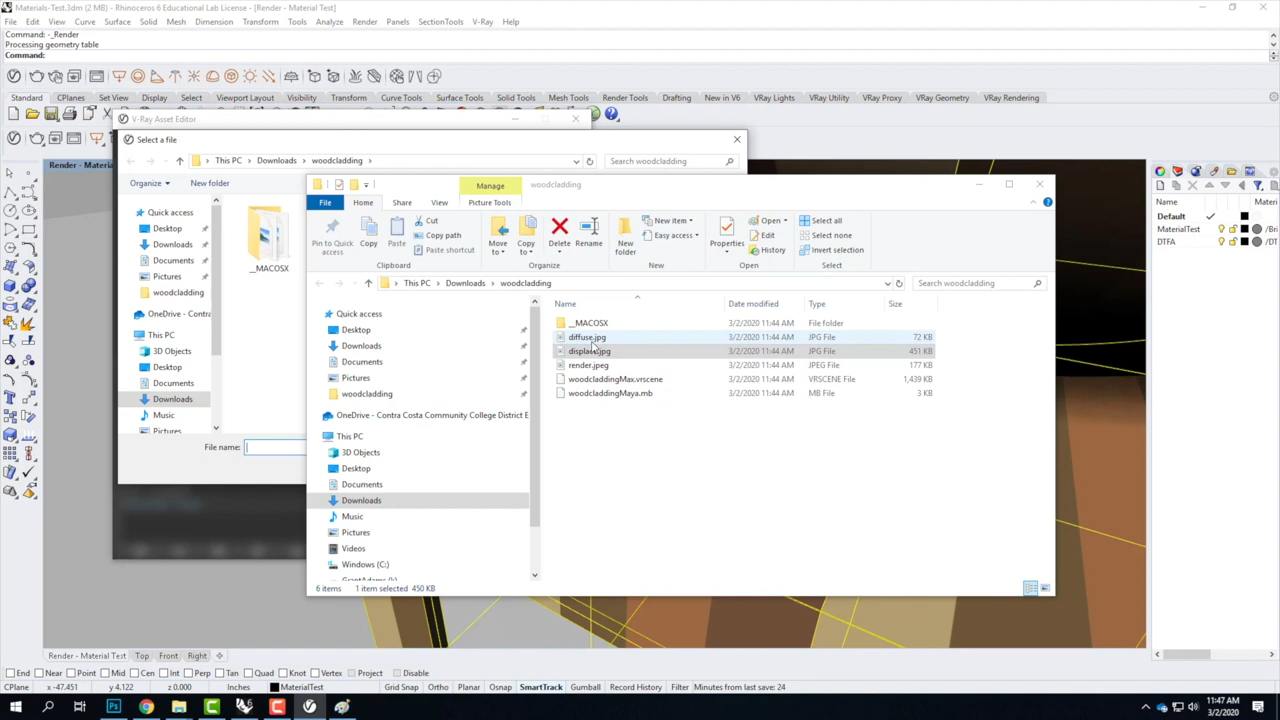 Materials-Test.3dm (2 MB) - Rhinoceros 6 Educational Lab License - [Render - Material Test]
File Edit View Curve Surface Solid Mesh Dimension Transform Tools Analyze Render Panels SectionTools V-Ray Help
Command: -_Render
Processing geometry table
Command:
Standard CPlanes Set View Display Select Viewport Layout Visibility Transform Curve Tools Surface Tools Solid Tools Mesh Tools Render Tools Drafting New in V6 VRay Lights VRay Utility VRay Proxy VRay Geometry VRay Rendering
V-Ray Asset Editor
Select a file
This PC > Downloads > woodcladding >
Search woodcladding
Organize
New folder
Quick access
Desktop
Downloads
Documents
Pictures
woodcladding
OneDrive - Contra
This PC
3D Objects
Desktop
Documents
Downloads
Music
Pictures
__MACOSX
File name:
Manage
woodcladding
File Home Share View Picture Tools
Pin to Quick access
Copy
Paste
Cut
Copy path
Paste shortcut
Clipboard
Move to
Copy to
Delete
Rename
Organize
New folder
New item
Easy access
New
Properties
Open
Edit
History
Open
Select all
Select none
Invert selection
Select
This PC > Downloads > woodcladding
Search woodcladding
Quick access
Desktop
Downloads
Documents
Pictures
woodcladding
OneDrive - Contra Costa Community College District E
This PC
3D Objects
Desktop
Documents
Downloads
Music
Pictures
Videos
Windows (C:)
Name Date modified Type Size
__MACOSX 3/2/2020 11:44 AM File folder
diffuse.jpg 3/2/2020 11:44 AM JPG File 72 KB
3/2/2020 11:44 AM JPG File 451 KB
render.jpeg 3/2/2020 11:44 AM JPEG File 177 KB
woodcladdingMax.vrscene 3/2/2020 11:44 AM VRSCENE File 1,439 KB
woodcladdingMaya.mb 3/2/2020 11:44 AM MB File 3 KB
6 items 1 item selected 450 KB
Name Materi
Default
MaterialTest /Bri
DTFA
Render - Material Test Top Front Right
End Near Point Mid Cen Int Perp Tan Quad Knot Vertex Project Disable
CPlane x -47.451 y 4.122 z 0.000 Inches MaterialTest Grid Snap Ortho Planar Osnap SmartTrack Gumball Record History Filter Minutes from last save: 24
11:47 AM
3/2/2020